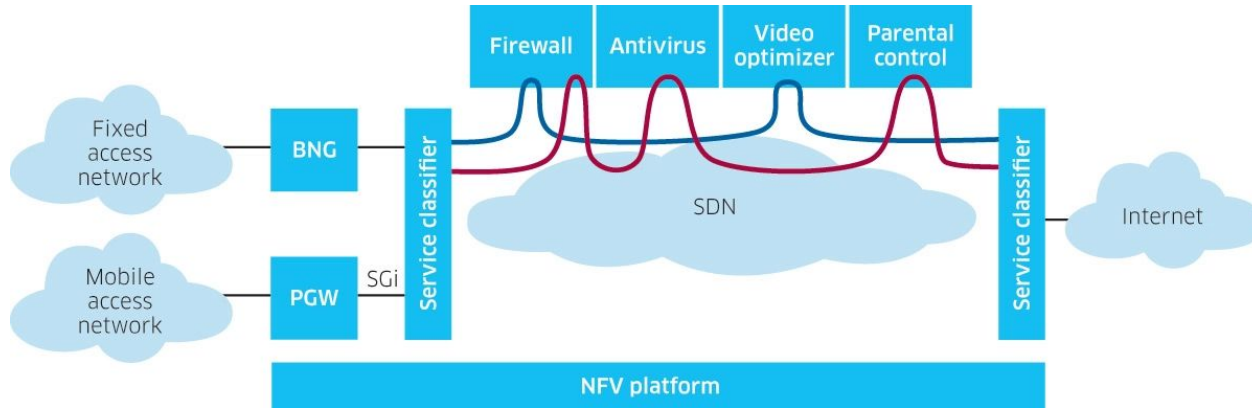 Firewall
Antivirus
Video
optimizer
Parental
control
Fixed
access
network
BNG
Service classifier
SDN
Service classifier
Internet
Mobile
access
network
PGW
SGi
NFV platform